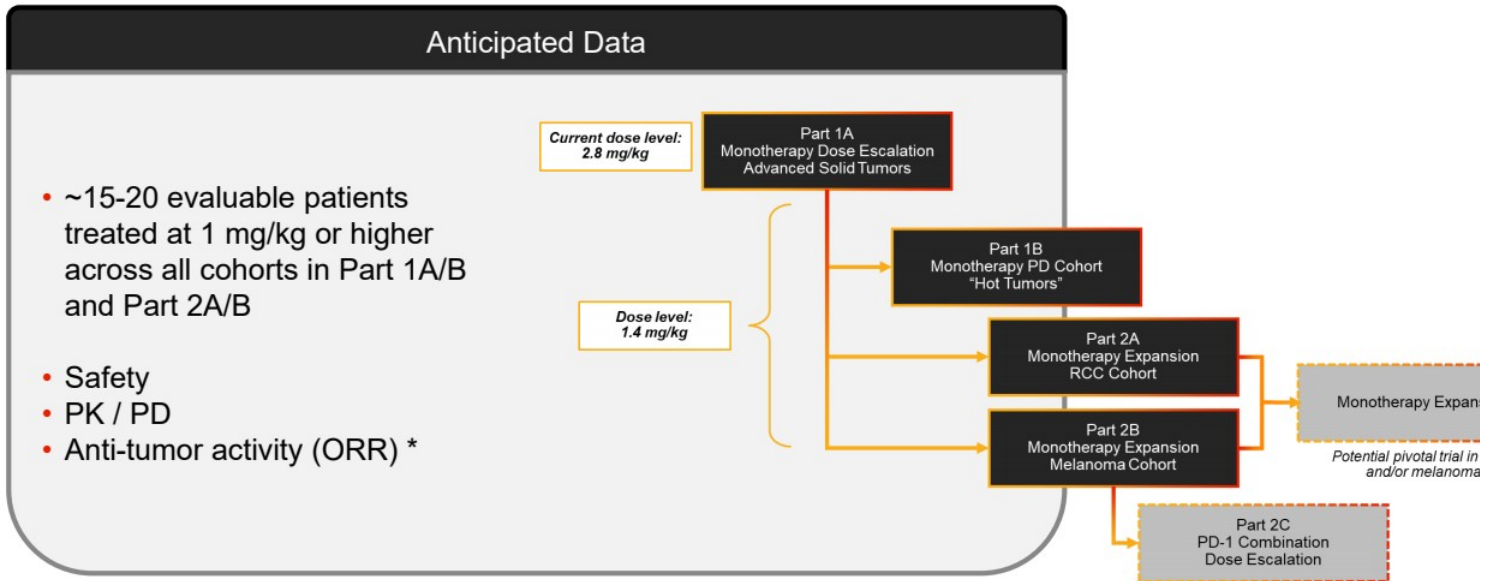 Anticipated Data
• ~15-20 evaluable patients
treated at 1 mg/kg or higher
across all cohorts in Part 1A/B
and Part 2A/B
• Safety
• PK / PD
• Anti-tumor activity (ORR) *
Current dose level:
2.8 mg/kg
Part 1A
Monotherapy Dose Escalation
Advanced Solid Tumors
Dose level:
1.4 mg/kg
Part 1B
Monotherapy PD Cohort
“Hot Tumors”
Part 2A
Monotherapy Expansion
RCC Cohort
Part 2B
Monotherapy Expansion
Melanoma Cohort
Monotherapy
Potential pivotal trial in
and/or melanoma
Part 2C
PD-1 Combination
Dose Escalation